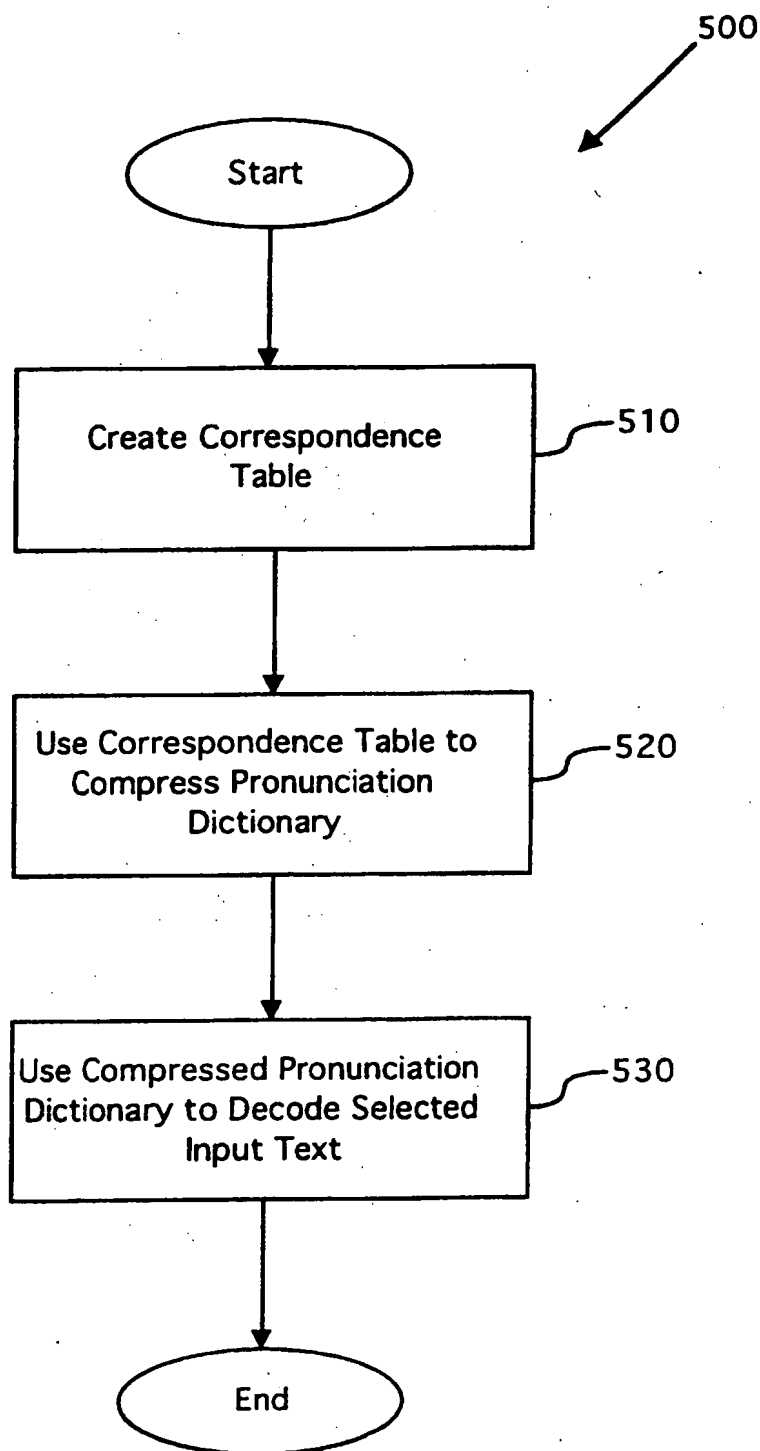 500
Start
Create Correspondence
Table
510
Use Correspondence Table to
Compress Pronunciation
Dictionary
520
Use Compressed Pronunciation
Dictionary to Decode Selected
Input Text
530
End